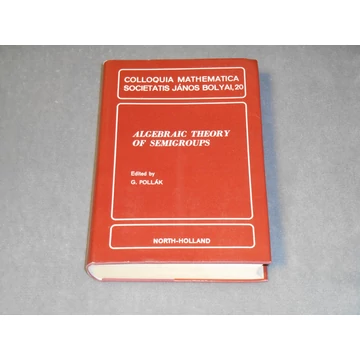 COLLOQUIA MATHEMATICA
SOCIETATIS JÁNOS BOLYAI, 20
ALGEBRAIC THEORY
OF SEMIGROUPS
Edited by
G. POLLÁK
NORTH-HOLLAND